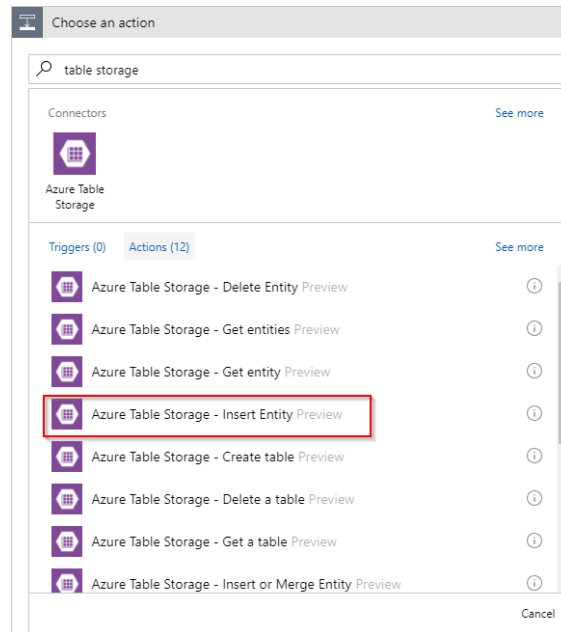 Choose an action
table storage
Connectors
See more
Azure Table
Storage
Triggers (0)
Actions (12)
See more
Azure Table Storage - Delete Entity Preview
Azure Table Storage - Get entities Preview
Azure Table Storage - Get entity Preview
Azure Table Storage - Insert Entity Preview
Azure Table Storage - Create table Preview
Azure Table Storage - Delete a table Preview
Azure Table Storage - Get a table Preview
Azure Table Storage - Insert or Merge Entity Preview
Cancel